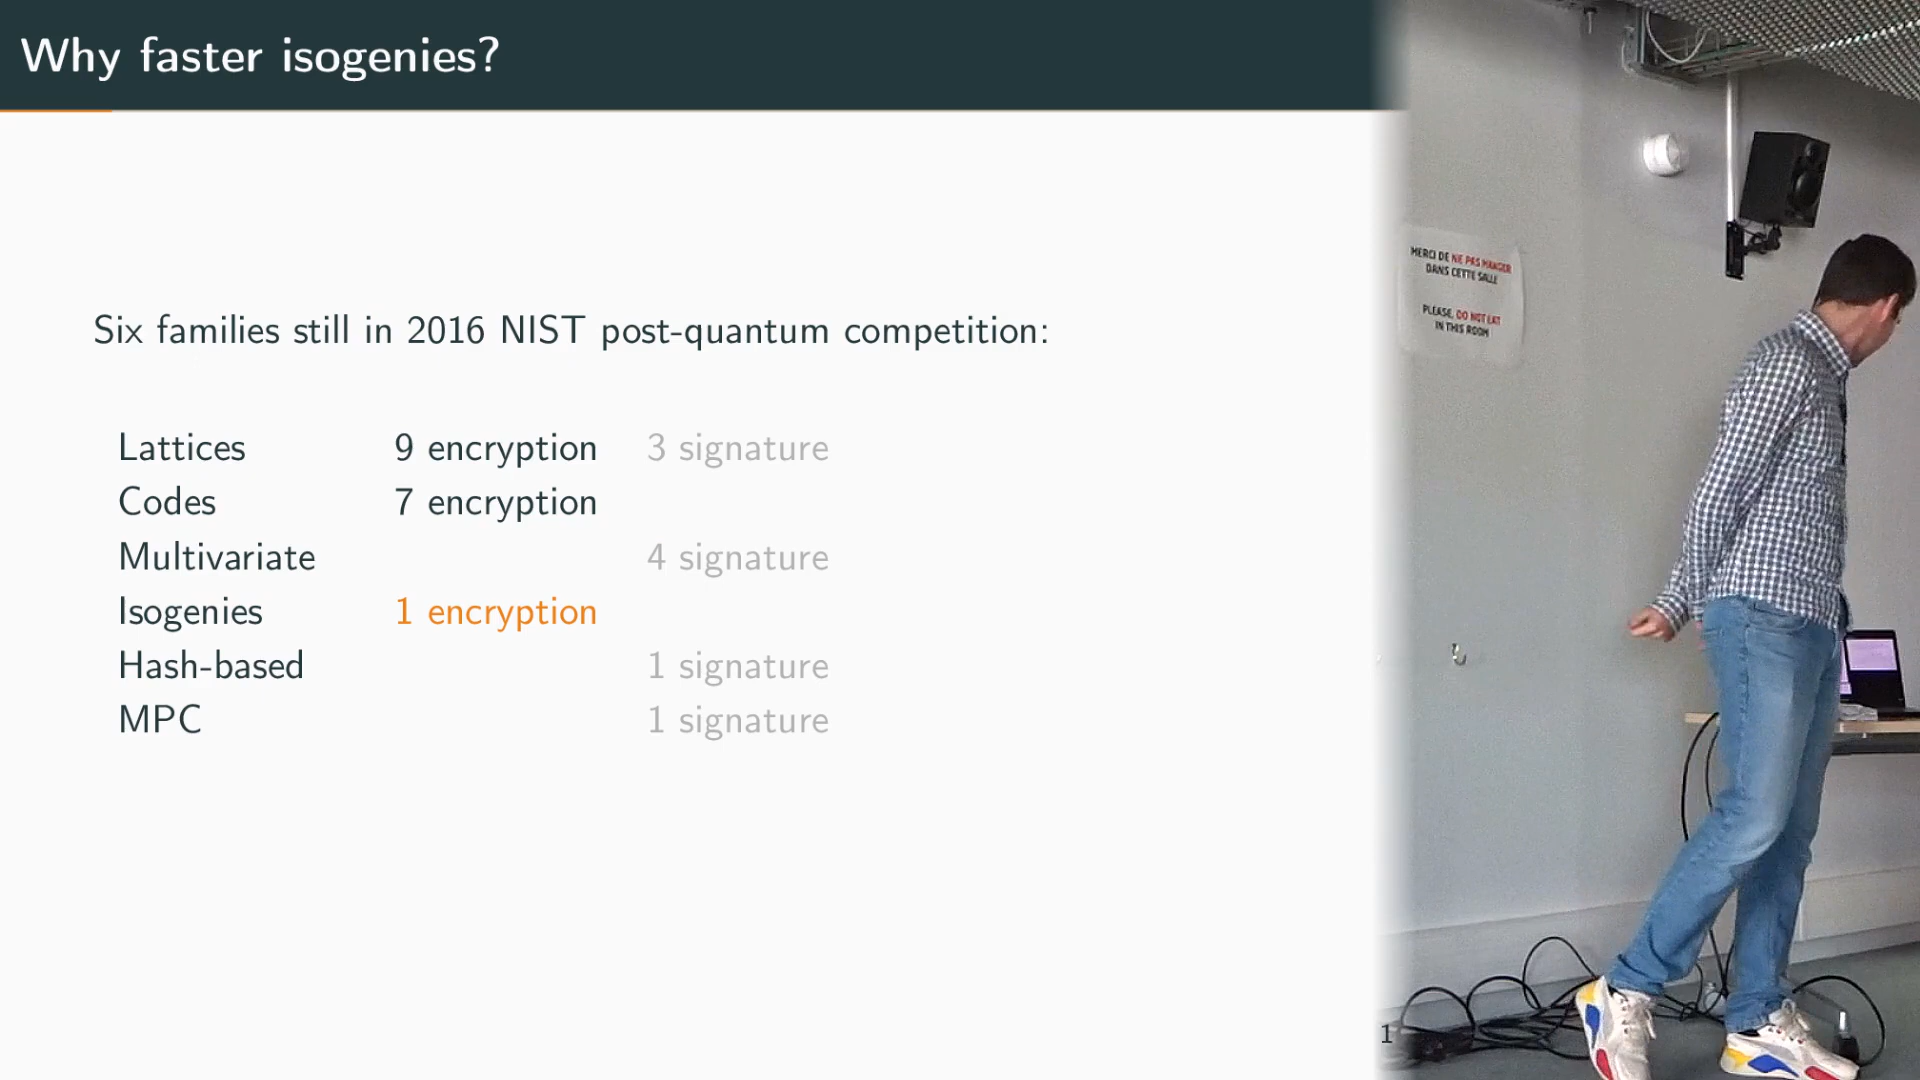 Why faster isogenies?
Six families still in 2016 NIST post-quantum competition:
Lattices 9 encryption 3 signature
Codes 7 encryption
Multivariate 4 signature
Isogenies 1 encryption
Hash-based 1 signature
MPC 1 signature
1
MERCI DE NE PAS MANGER
DANS CETTE SALLE
PLEASE, DO NOT EAT
IN THIS ROOM